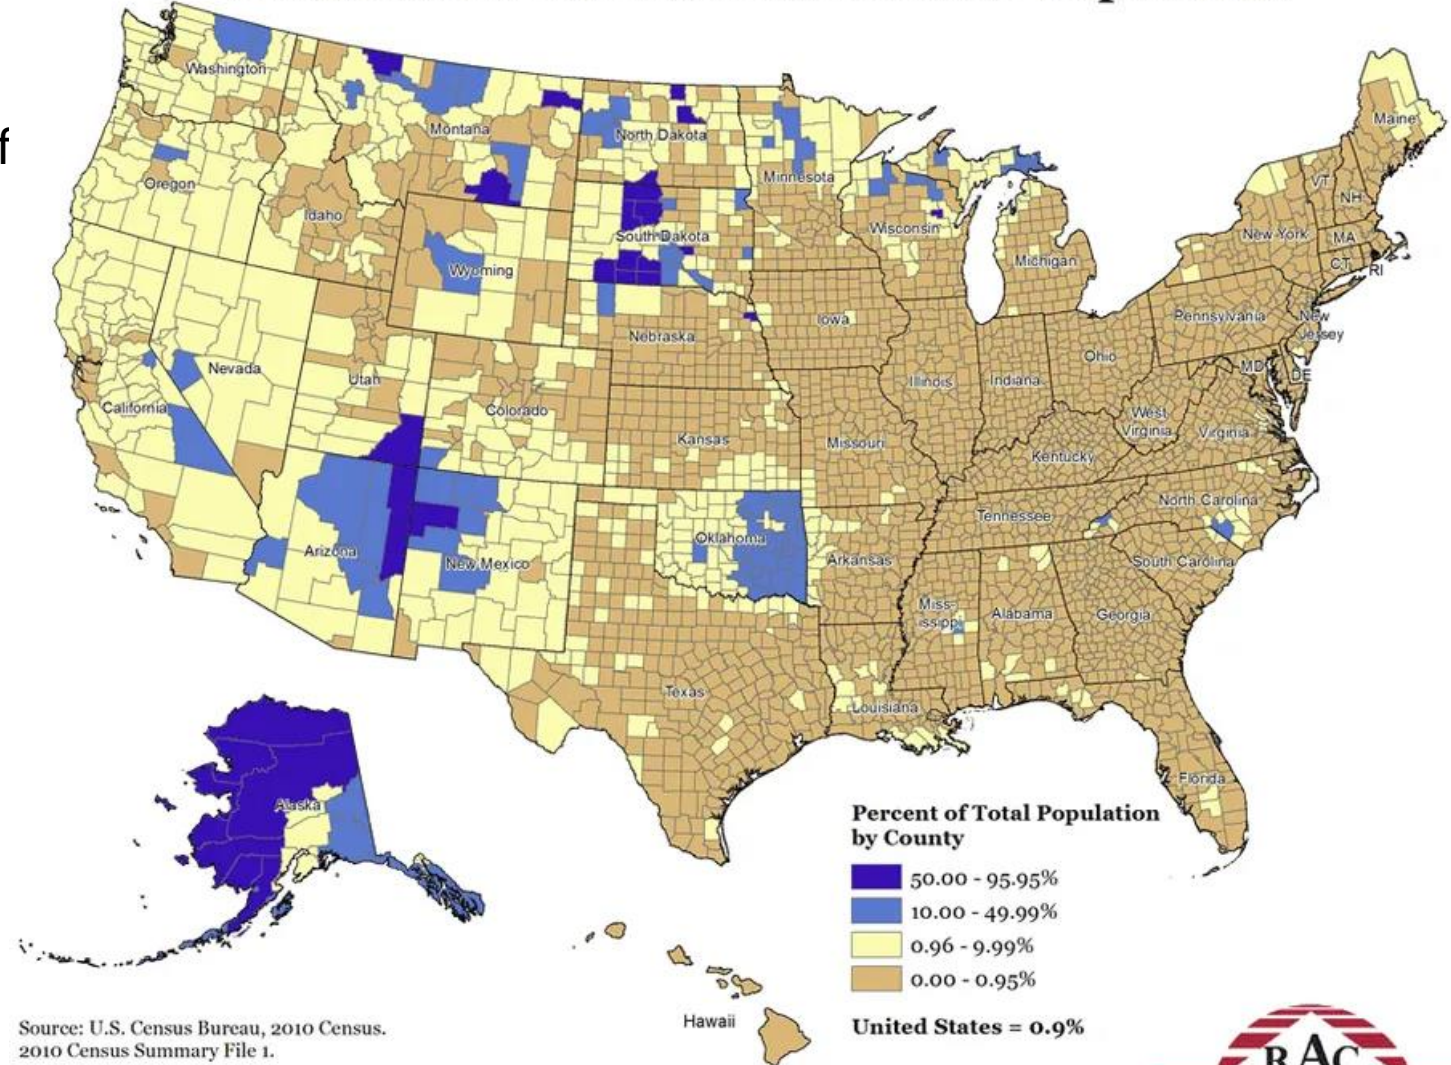 f
Washington
Montana
North Dakota
Minnesota
Maine
Oregon
Idaho
Wyoming
South Dakota
Wisconsin
Michigan
New York
VT
NH
MA
CT
RI
Nevada
Utah
Colorado
Nebraska
Iowa
Illinois
Indiana
Ohio
Pennsylvania
New
Jersey
MD
DE
California
Kansas
Missouri
Kentucky
West
Virginia
Virginia
Arizona
New Mexico
Oklahoma
Arkansas
Tennessee
North Carolina
South Carolina
Miss-
issippi
Alabama
Georgia
Texas
Louisiana
Florida
Alaska
Hawaii
Percent of Total Population
by County
50.00 - 95.95%
10.00 - 49.99%
0.96 - 9.99%
0.00 - 0.95%
United States = 0.9%
Source: U.S. Census Bureau, 2010 Census.
2010 Census Summary File 1.
RAC